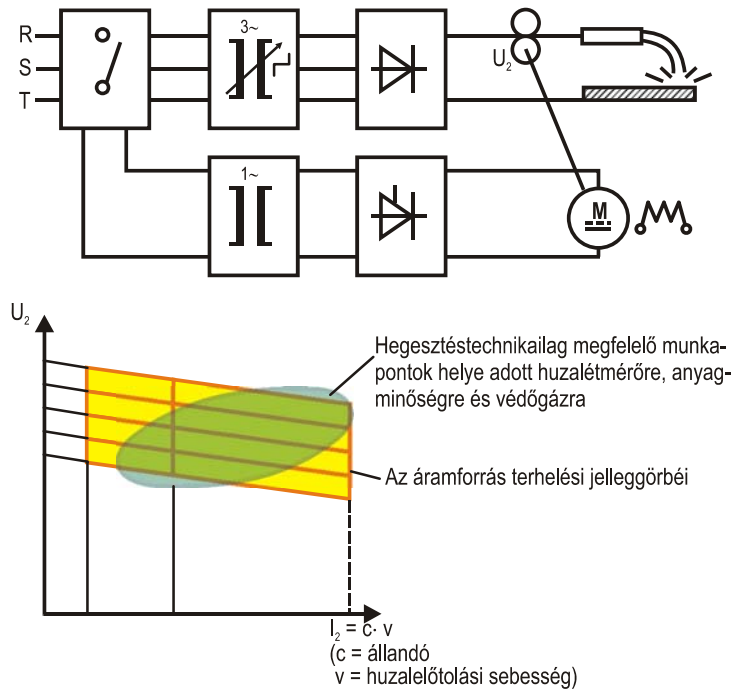 R
S
T
3~
U₂
1~
M
U₂
Hegesztéstechnikailag megfelelő munka-
pontok helye adott huzalétmérőre, anyag-
minőségre és védőgázra
Az áramforrás terhelési jelleggörbéi
I₂ = c· v
(c = állandó
v = huzalelőtolási sebesség)